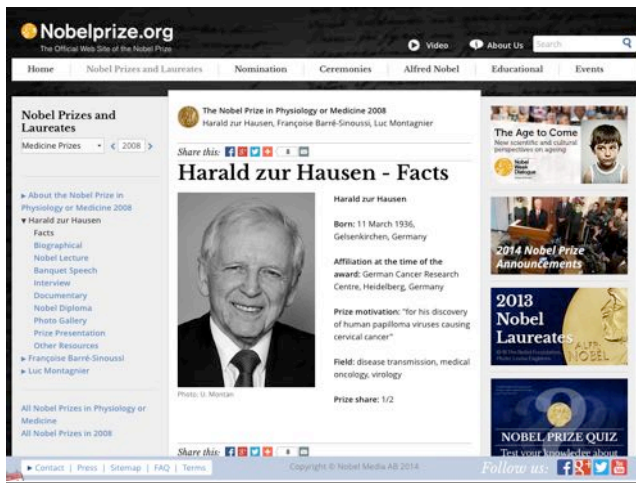 Nobelprize.org
The Official Web Site of the Nobel Prize
Video
About Us
Search
Home
Nobel Prizes and Laureates
Nomination
Ceremonies
Alfred Nobel
Educational
Events
Nobel Prizes and
Laureates
Medicine Prizes
< 2008 >
▸ About the Nobel Prize in
Physiology or Medicine 2008
▾ Harald zur Hausen
Facts
Biographical
Nobel Lecture
Banquet Speech
Interview
Documentary
Nobel Diploma
Photo Gallery
Prize Presentation
Other Resources
▸ Françoise Barré-Sinoussi
▸ Luc Montagnier
All Nobel Prizes in Physiology or
Medicine
All Nobel Prizes in 2008
The Nobel Prize in Physiology or Medicine 2008
Harald zur Hausen, Françoise Barré-Sinoussi, Luc Montagnier
Share this:
8
Harald zur Hausen - Facts
Photo: U. Montan
Harald zur Hausen
Born: 11 March 1936,
Gelsenkirchen, Germany
Affiliation at the time of the
award: German Cancer Research
Centre, Heidelberg, Germany
Prize motivation: "for his discovery
of human papilloma viruses causing
cervical cancer"
Field: disease transmission, medical
oncology, virology
Prize share: 1/2
Share this:
8
The Age to Come
New scientific and cultural
perspectives on ageing
Nobel
Week
Dialogue
2014 Nobel Prize
Announcements
2013
Nobel
Laureates
NOBEL PRIZE QUIZ
Test your knowledge about
▸ Contact | Press | Sitemap | FAQ | Terms
Copyright © Nobel Media AB 2014
Follow us: